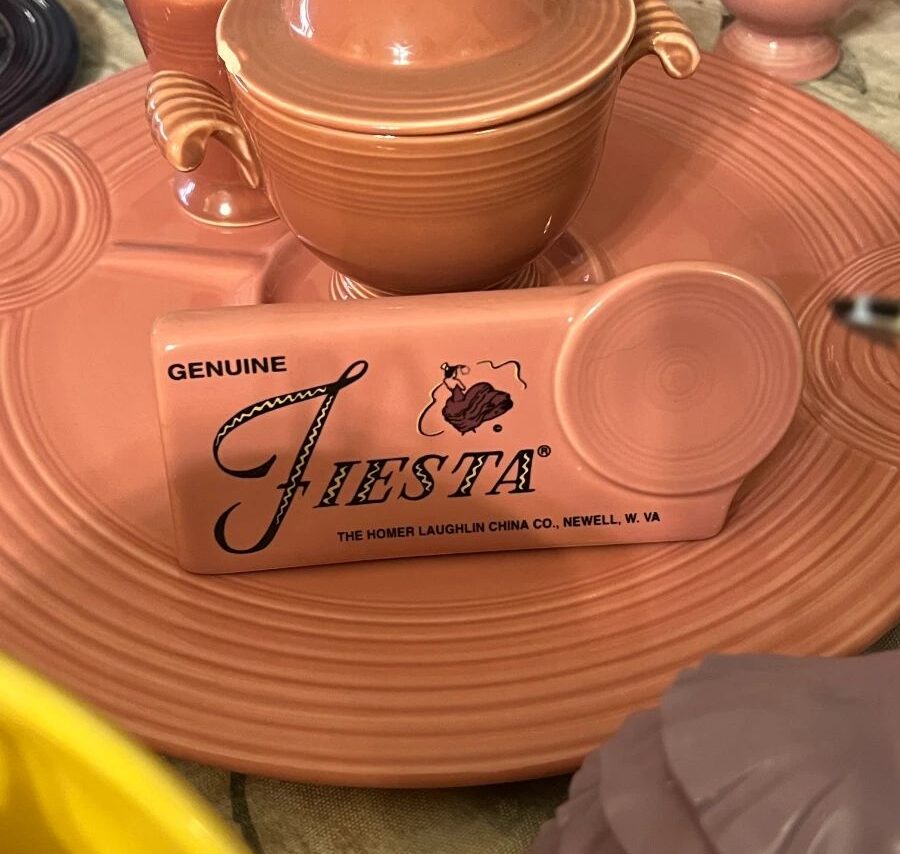 GENUINE
FIESTA®
THE HOMER LAUGHLIN CHINA CO., NEWELL, W. VA